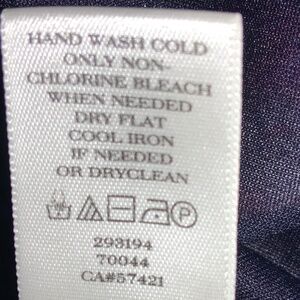 HAND WASH COLD
ONLY NON-
CHLORINE BLEACH
WHEN NEEDED
DRY FLAT
COOL IRON
IF NEEDED
OR DRYCLEAN
P
293194
70044
CA#57421